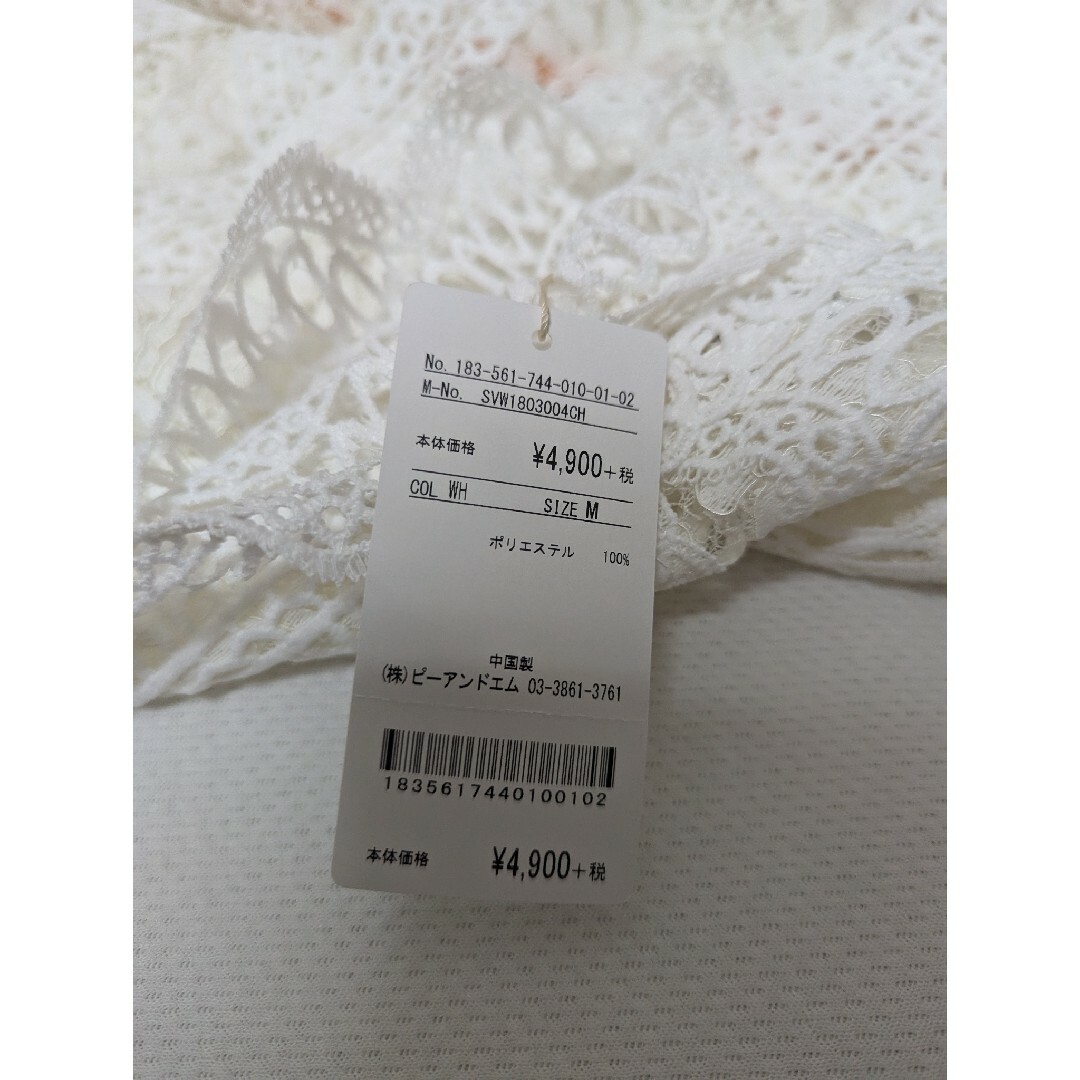 No. 183-561-744-010-01-02
M-No. SVW1803004CH
本体価格 ¥4,900+税
COL WH SIZE M
ポリエステル 100%
中国製
(株)ピーアンドエム 03-3861-3761
1835617440100102
本体価格 ¥4,900+税